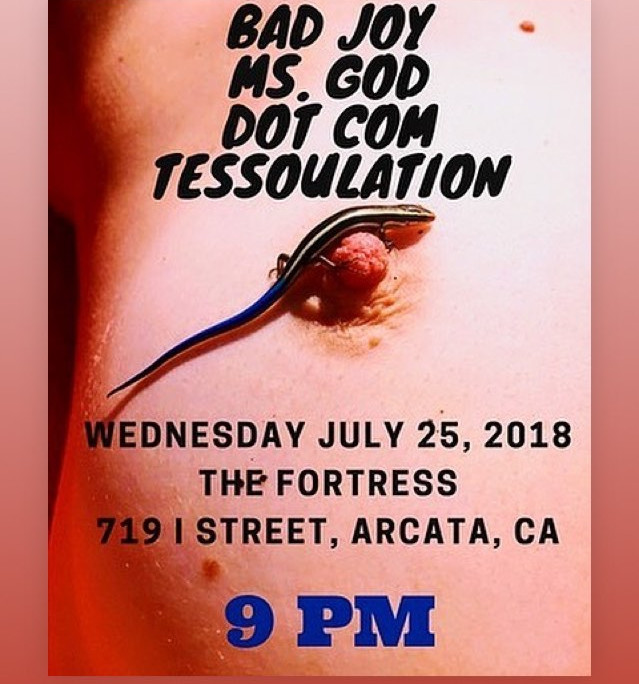 BAD JOY
MS. GOD
DOT COM
TESSOULATION
WEDNESDAY JULY 25, 2018
THE FORTRESS
719 I STREET, ARCATA, CA
9 PM